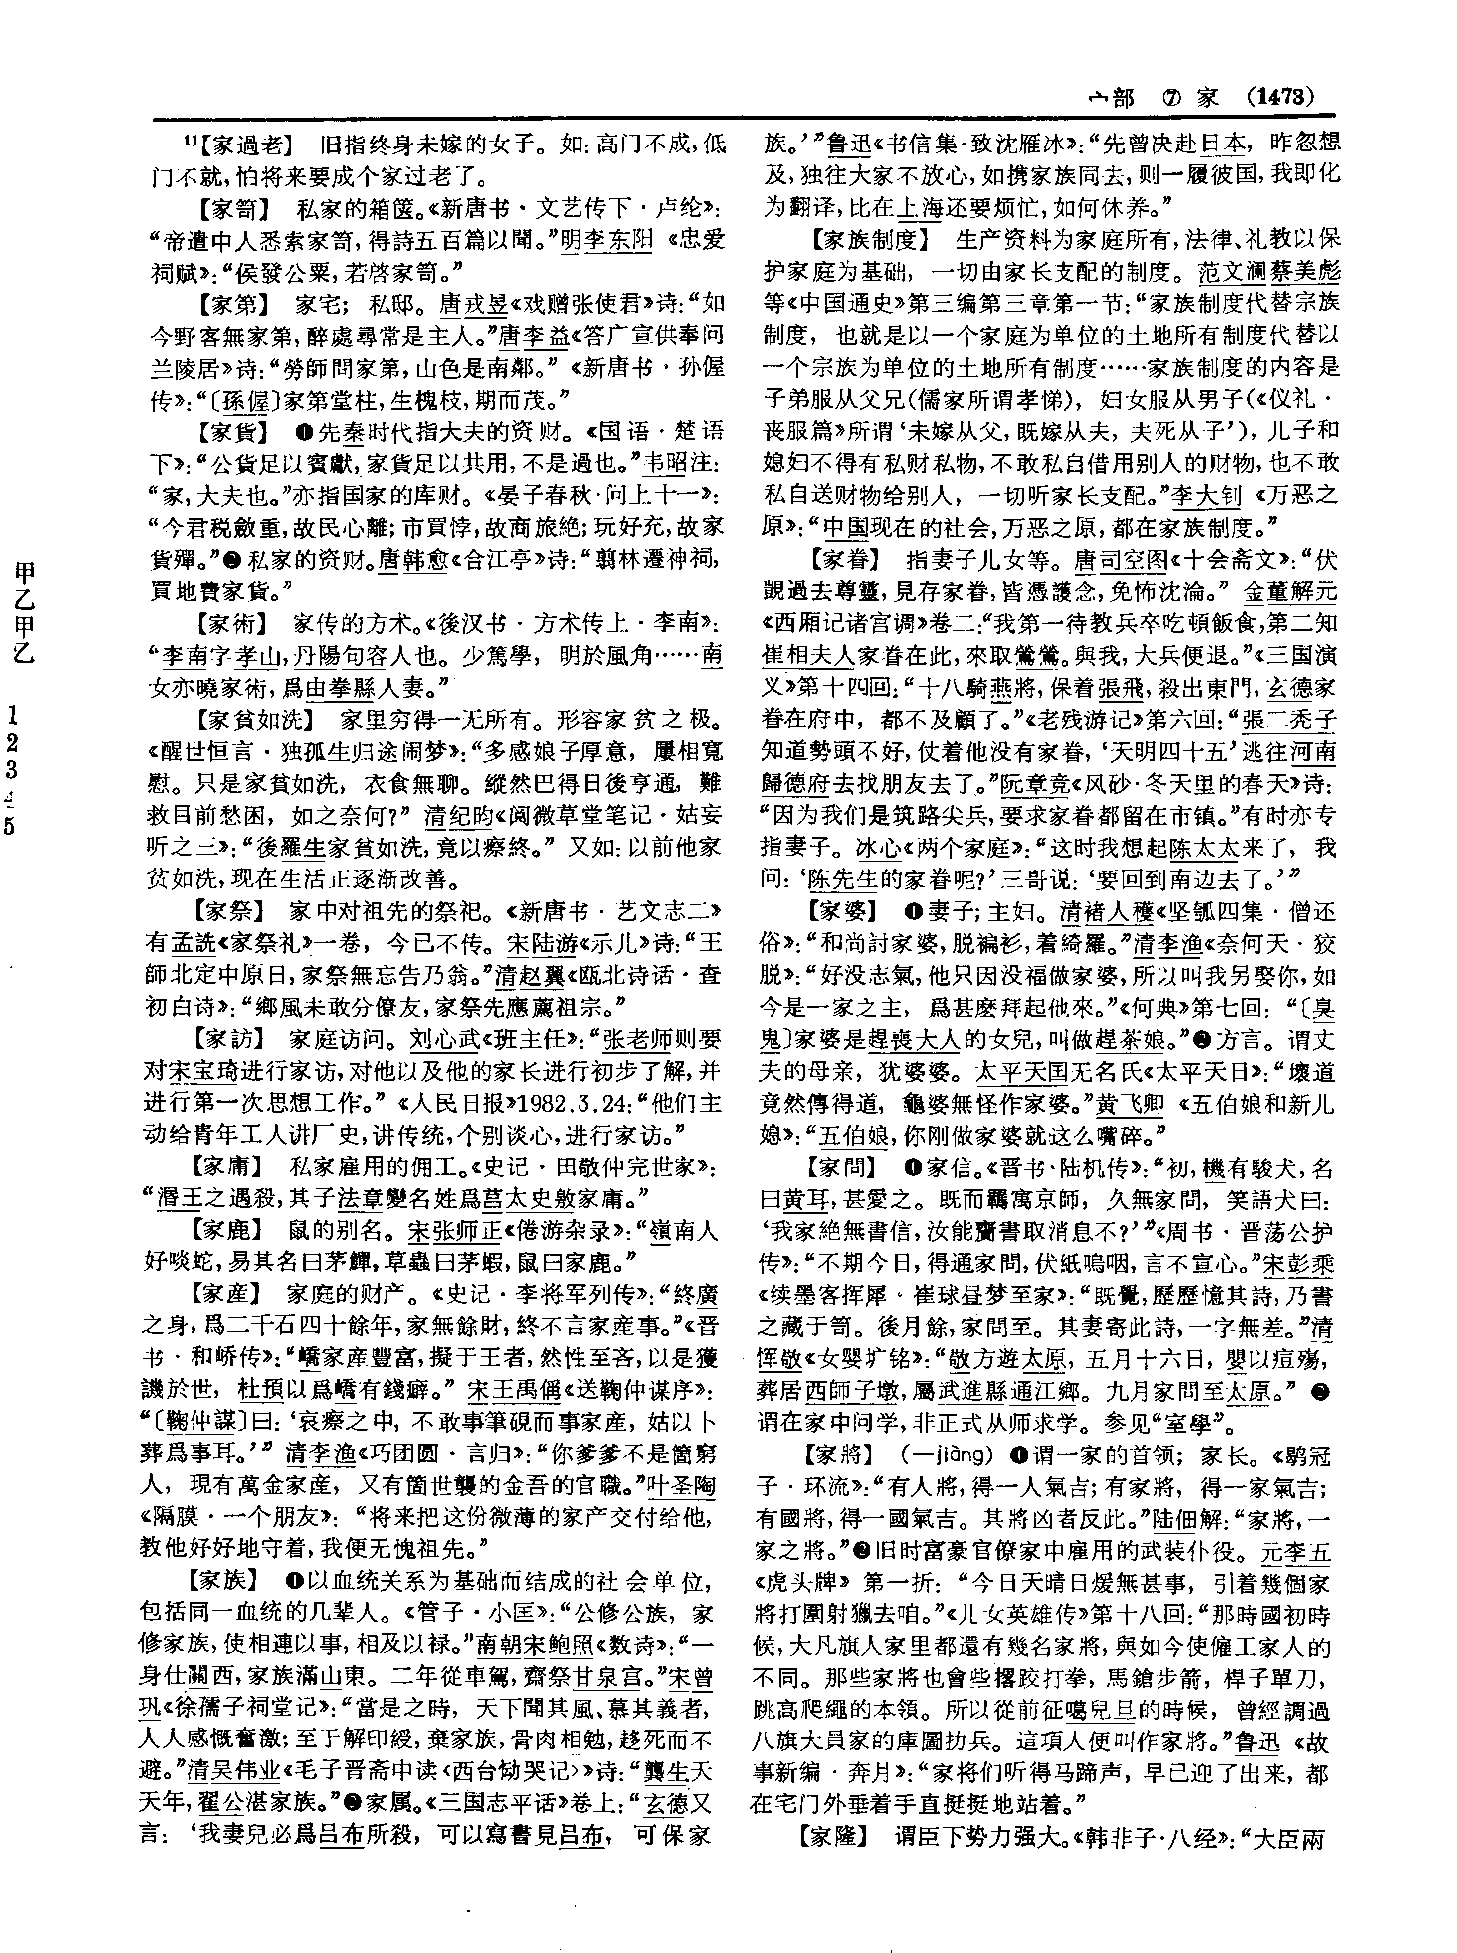 宀部 ⑦ 家 (1473)
¹¹【家過老】 旧指终身未嫁的女子。如:高门不成,低
门不就,怕将来要成个家过老了。
【家笥】 私家的箱箧。《新唐书·文艺传下·卢纶》:
“帝遣中人悉索家笥,得詩五百篇以聞。”明李东阳《忠爱
祠赋》:“侯發公粟,若啓家笥。”
【家第】 家宅;私邸。唐戎昱《戏赠张使君》诗:“如
今野客無家第,醉處尋常是主人。”唐李益《答广宣供奉问
兰陵居》诗:“勞師問家第,山色是南鄰。”《新唐书·孙偓
传》:“〔孫偓〕家第堂柱,生槐枝,期而茂。”
【家貨】 ❶先秦时代指大夫的资财。《国语·楚语
下》:“公貨足以賓獻,家貨足以共用,不是過也。”韦昭注:
“家,大夫也。”亦指国家的库财。《晏子春秋·问上十一》:
“今君税斂重,故民心離;市買悖,故商旅绝;玩好充,故家
貨殫。”❷私家的资财。唐韩愈《合江亭》诗:“翦林遷神祠,
買地費家貨。”
【家術】 家传的方术。《後汉书·方术传上·李南》:
“李南字孝山,丹陽句容人也。少篤學,明於風角……南
女亦曉家術,爲由拳縣人妻。”
【家貧如洗】 家里穷得一无所有。形容家贫之极。
《醒世恒言·独孤生归途闹梦》:“多感娘子厚意,屢相寬
慰。只是家貧如洗,衣食無聊。縱然巴得日後亨通,難
救目前愁困,如之奈何?”清纪昀《阅微草堂笔记·姑妄
听之三》:“後羅生家貧如洗,竟以瘵終。”又如:以前他家
贫如洗,现在生活正逐渐改善。
【家祭】 家中对祖先的祭祀。《新唐书·艺文志二》
有孟詵《家祭礼》一卷,今已不传。宋陆游《示儿》诗:“王
師北定中原日,家祭無忘告乃翁。”清赵翼《瓯北诗话·查
初白诗》:“鄉風未敢分僚友,家祭先應薦祖宗。”
【家訪】 家庭访问。刘心武《班主任》:“张老师则要
对宋宝琦进行家访,对他以及他的家长进行初步了解,并
进行第一次思想工作。”《人民日报》1982.3.24:“他们主
动给青年工人讲厂史,讲传统,个别谈心,进行家访。”
【家庸】 私家雇用的佣工。《史记·田敬仲完世家》:
“湣王之遇殺,其子法章變名姓爲莒太史敫家庸。”
【家鹿】 鼠的别名。宋张师正《倦游杂录》:“嶺南人
好啖蛇,易其名曰茅鱓,草蟲曰茅蝦,鼠曰家鹿。”
【家産】 家庭的财产。《史记·李将军列传》:“終廣
之身,爲二千石四十餘年,家無餘財,終不言家産事。”《晋
书·和峤传》:“嶠家産豐富,擬于王者,然性至吝,以是獲
譏於世,杜預以爲嶠有錢癖。”宋王禹偁《送鞠仲谋序》:
“〔鞠仲謀〕曰:‘哀瘵之中,不敢事筆硯而事家産,姑以卜
葬爲事耳。’”清李渔《巧团圆·言归》:“你爹爹不是箇窮
人,現有萬金家産,又有箇世襲的金吾的官職。”叶圣陶
《隔膜·一个朋友》:“将来把这份微薄的家产交付给他,
教他好好地守着,我便无愧祖先。”
【家族】 ❶以血统关系为基础而结成的社会单位,
包括同一血统的几辈人。《管子·小匡》:“公修公族,家
修家族,使相連以事,相及以禄。”南朝宋鲍照《数诗》:“一
身仕關西,家族滿山東。二年從車駕,齋祭甘泉宫。”宋曾
巩《徐孺子祠堂记》:“當是之時,天下聞其風、慕其義者,
人人感慨奮激;至于解印綬,棄家族,骨肉相勉,趍死而不
避。”清吴伟业《毛子晋斋中读〈西台恸哭记〉》诗:“龔生天
天年,翟公湛家族。”❷家属。《三国志平话》卷上:“玄德又
言:‘我妻兒必爲吕布所殺,可以寫書見吕布,可保家
族。’”鲁迅《书信集·致沈雁冰》:“先曾决赴日本,昨忽想
及,独往大家不放心,如携家族同去,则一履彼国,我即化
为翻译,比在上海还要烦忙,如何休养。”
【家族制度】 生产资料为家庭所有,法律、礼教以保
护家庭为基础,一切由家长支配的制度。范文澜蔡美彪
等《中国通史》第三编第三章第一节:“家族制度代替宗族
制度,也就是以一个家庭为单位的土地所有制度代替以
一个宗族为单位的土地所有制度……家族制度的内容是
子弟服从父兄(儒家所谓孝悌),妇女服从男子(《仪礼·
丧服篇》所谓‘未嫁从父,既嫁从夫,夫死从子’),儿子和
媳妇不得有私财私物,不敢私自借用别人的财物,也不敢
私自送财物给别人,一切听家长支配。”李大钊《万恶之
原》:“中国现在的社会,万恶之原,都在家族制度。”
【家眷】 指妻子儿女等。唐司空图《十会斋文》:“伏
覬過去尊靈,見存家眷,皆憑護念,免怖沈淪。”金董解元
《西厢记诸宫调》卷二:“我第一待教兵卒吃頓飯食,第二知
崔相夫人家眷在此,來取鶯鶯。與我,大兵便退。”《三国演
义》第十四回:“十八騎燕將,保着張飛,殺出東門,玄德家
眷在府中,都不及顧了。”《老残游记》第六回:“張二禿子
知道勢頭不好,仗着他没有家眷,‘天明四十五’逃往河南
歸德府去找朋友去了。”阮章竞《风砂·冬天里的春天》诗:
“因为我们是筑路尖兵,要求家眷都留在市镇。”有时亦专
指妻子。冰心《两个家庭》:“这时我想起陈太太来了,我
问:‘陈先生的家眷呢?’三哥说:‘要回到南边去了。’”
【家婆】 ❶妻子;主妇。清褚人穫《坚瓠四集·僧还
俗》:“和尚討家婆,脱褊衫,着綺羅。”清李渔《奈何天·狡
脱》:“好没志氣,他只因没福做家婆,所以叫我另娶你,如
今是一家之主,爲甚麽拜起他來。”《何典》第七回:“〔臭
鬼〕家婆是趕喪大人的女兒,叫做趕茶娘。”❷方言。谓丈
夫的母亲,犹婆婆。太平天国无名氏《太平天日》:“壞道
竟然傳得道,龜婆無怪作家婆。”黄飞卿《五伯娘和新儿
媳》:“五伯娘,你刚做家婆就这么嘴碎。”
【家問】 ❶家信。《晋书·陆机传》:“初,機有駿犬,名
曰黄耳,甚愛之。既而羈寓京師,久無家問,笑語犬曰:
‘我家絶無書信,汝能齎書取消息不?’”《周书·晋荡公护
传》:“不期今日,得通家問,伏紙嗚咽,言不宣心。”宋彭乘
《续墨客挥犀·崔球昼梦至家》:“既覺,歷歷憶其詩,乃書
之藏于笥。後月餘,家問至。其妻寄此詩,一字無差。”清
恽敬《女婴圹铭》:“敬方遊太原,五月十六日,嬰以痘殤,
葬居西師子墩,屬武進縣通江鄉。九月家問至太原。”❷
谓在家中问学,非正式从师求学。参见“室學”。
【家將】 (一jiàng) ❶谓一家的首领;家长。《鹖冠
子·环流》:“有人將,得一人氣吉;有家將,得一家氣吉;
有國將,得一國氣吉。其將凶者反此。”陆佃解:“家將,一
家之將。”❷旧时富豪官僚家中雇用的武装仆役。元李五
《虎头牌》第一折:“今日天晴日煖無甚事,引着幾個家
將打圍射獵去咱。”《儿女英雄传》第十八回:“那時國初時
候,大凡旗人家里都還有幾名家將,與如今使僱工家人的
不同。那些家將也會些撂跤打拳,馬鎗步箭,桿子單刀,
跳高爬繩的本領。所以從前征噶兒旦的時候,曾經調過
八旗大員家的庫圖扐兵。這項人便叫作家將。”鲁迅《故
事新编·奔月》:“家将们听得马蹄声,早已迎了出来,都
在宅门外垂着手直挺挺地站着。”
【家隆】 谓臣下势力强大。《韩非子·八经》:“大臣兩
甲乙甲乙
1 2 3 4 5